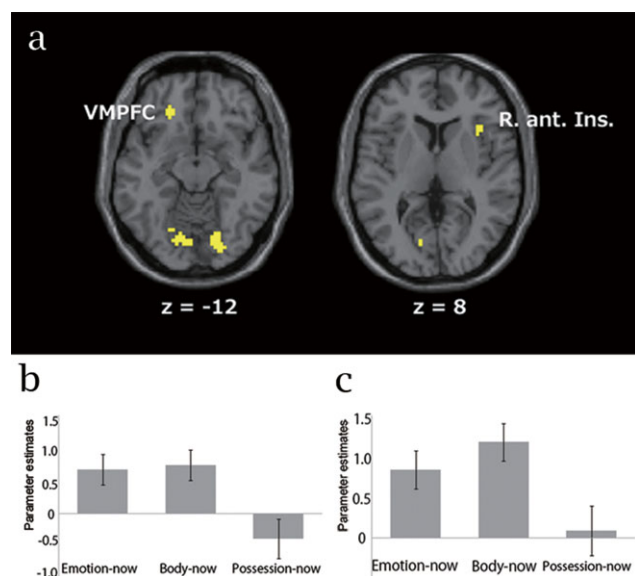 a
VMPFC
R. ant. Ins.
z = -12
z = 8
b
Parameter estimates
1.5
1.0
0.5
0
-0.5
-1.0
Emotion-now
Body-now
Possession-now
c
Parameter estimates
1.5
1.0
0.5
0
Emotion-now
Body-now
Possession-now